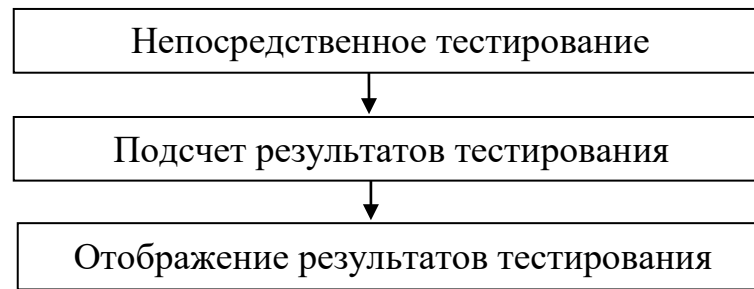 Непосредственное тестирование
Подсчет результатов тестирования
Отображение результатов тестирования